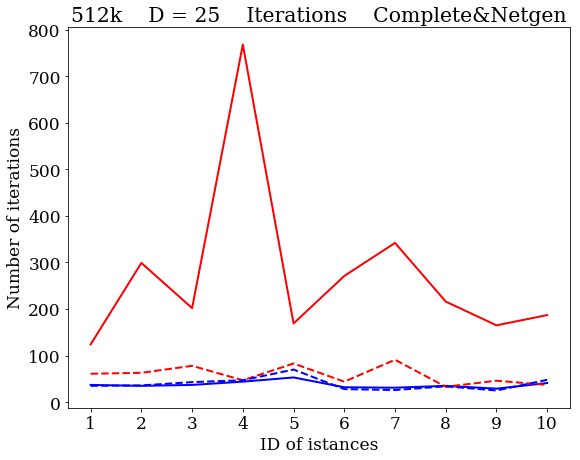 512k D = 25 Iterations Complete&Netgen
Number of iterations
800
700
600
500
400
300
200
100
0
1 2 3 4 5 6 7 8 9 10
ID of istances